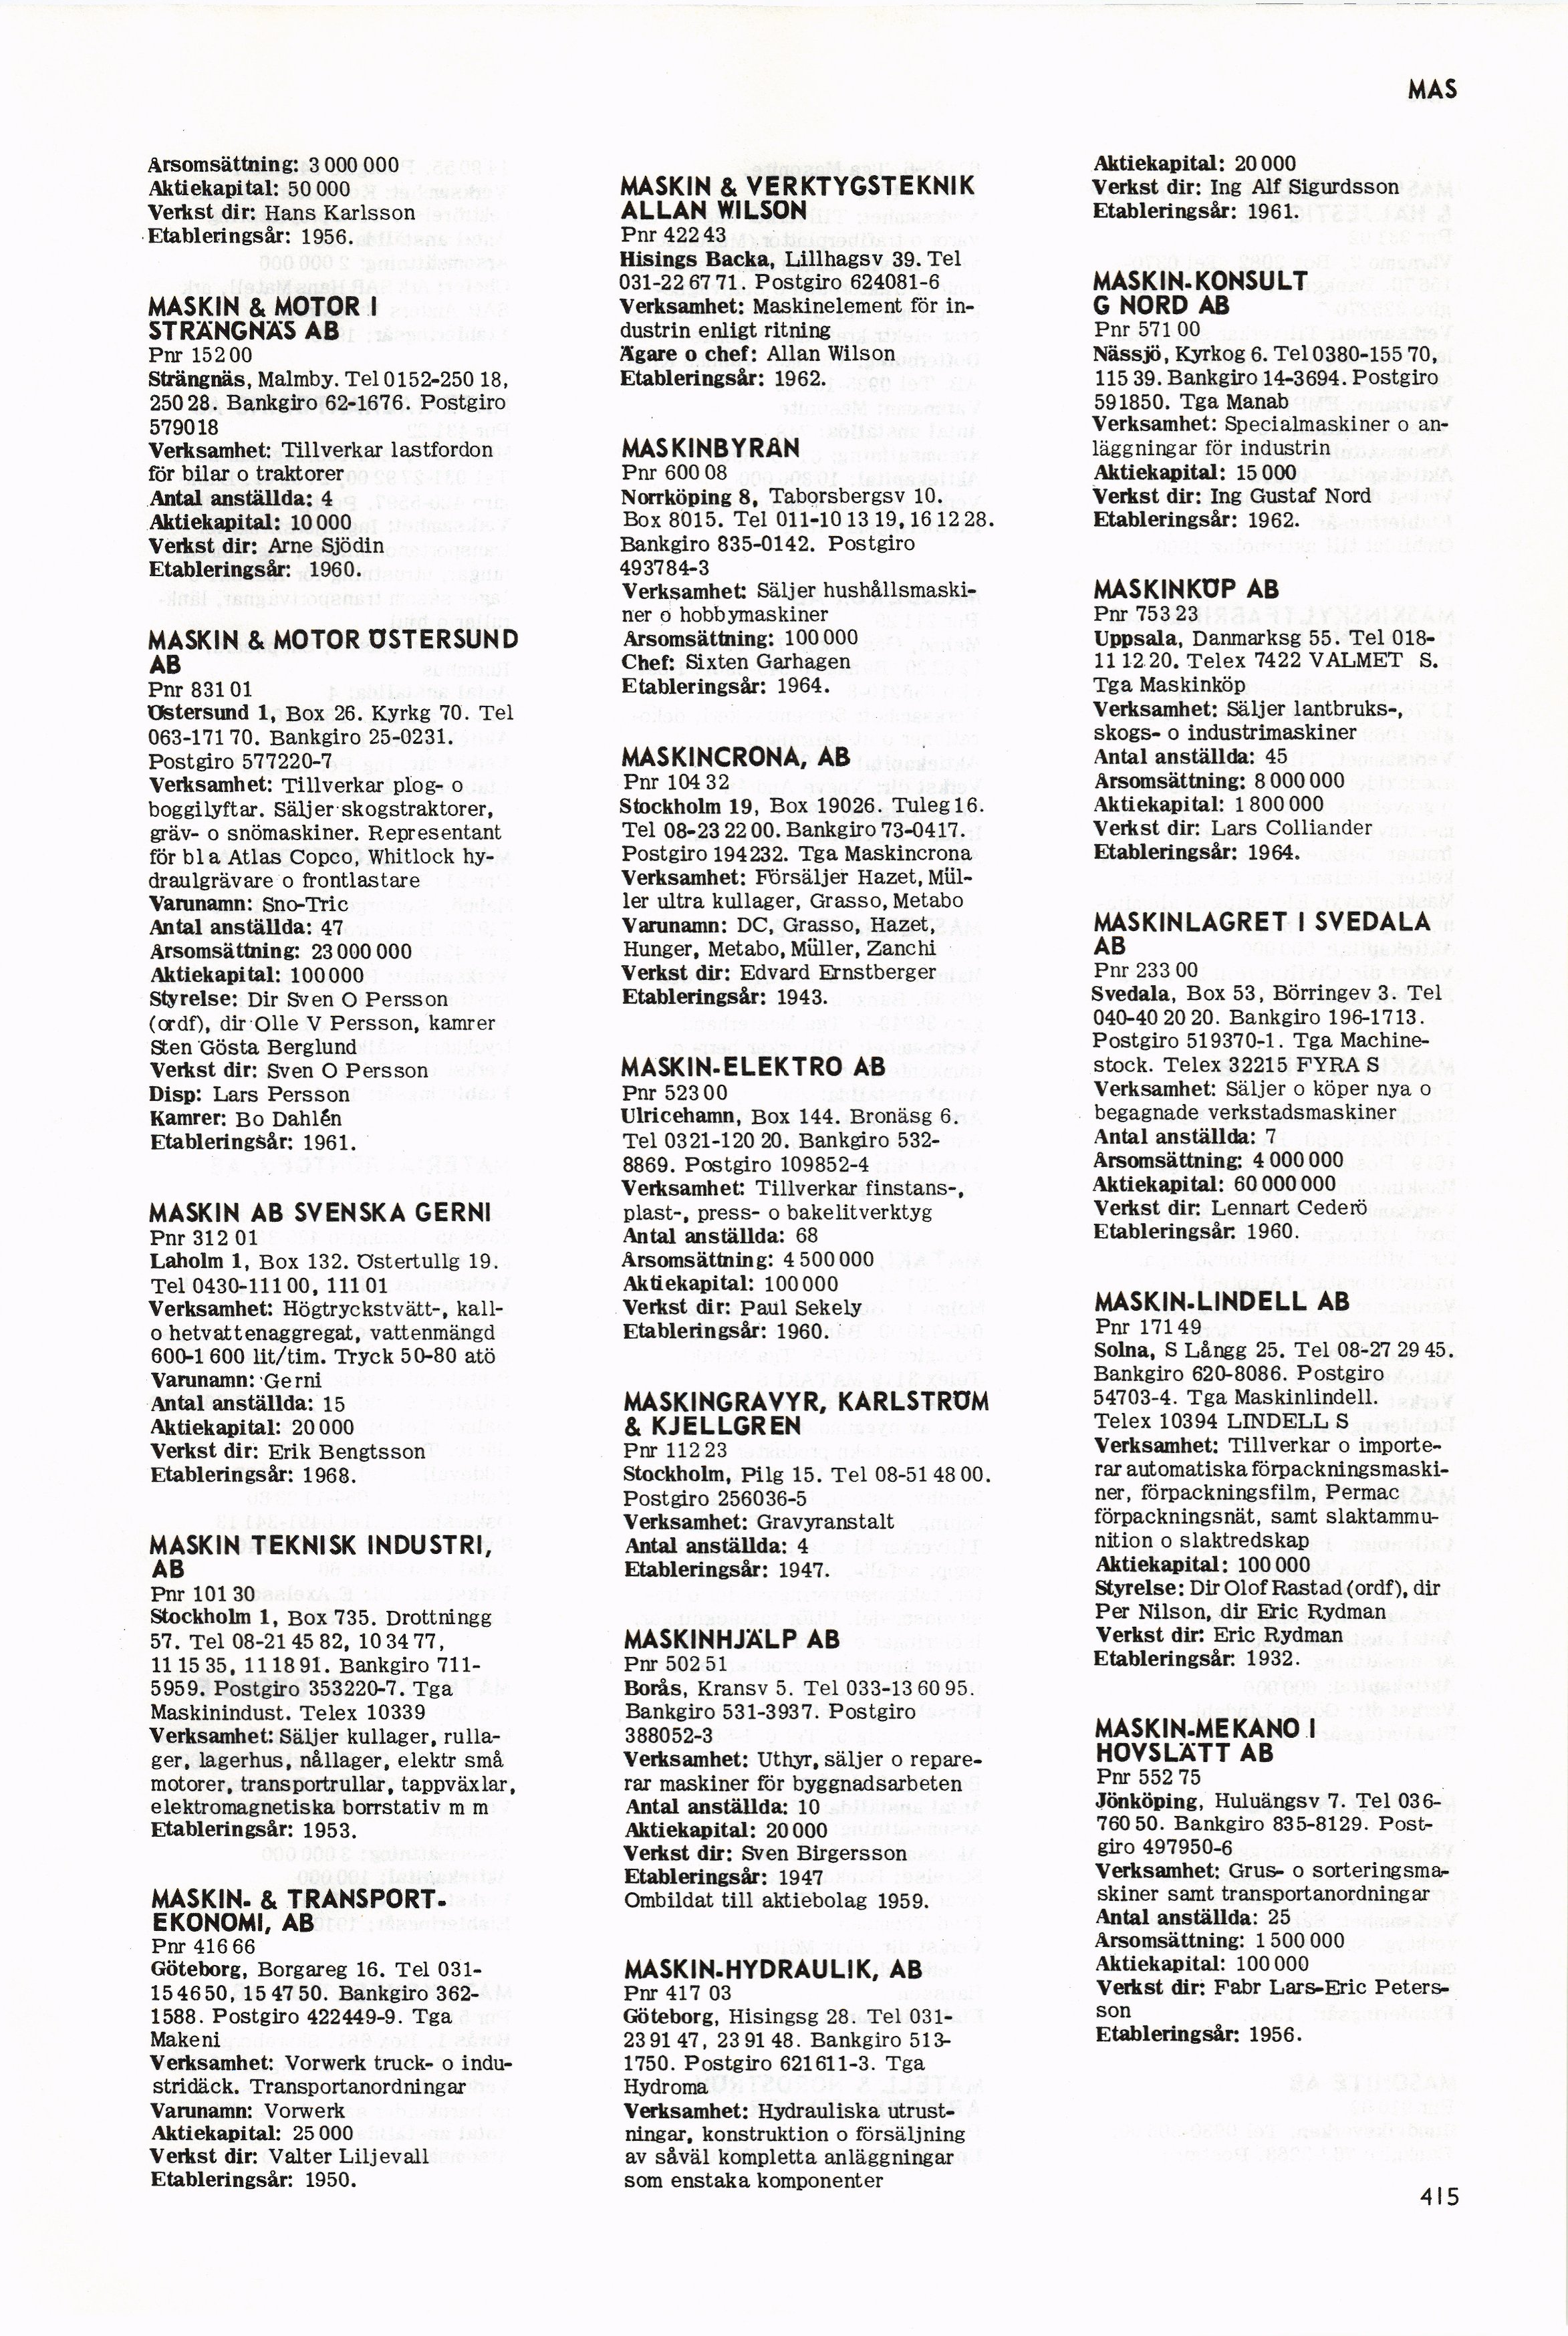 MAS
Årsomsättning: 3 000 000
Aktiekapital: 50 000
Verkst dir: Hans Karlsson
Etableringsår: 1956.
MASKIN & MOTOR I
STRÄNGNÄS AB
Pnr 152 00
Strängnäs, Malmby. Tel 0152-250 18,
250 28. Bankgiro 62-1676. Postgiro
579018
Verksamhet: Tillverkar lastfordon
för bilar o traktorer
Antal anställda: 4
Aktiekapital: 10 000
Verkst dir: Arne Sjödin
Etableringsår: 1960.
MASKIN & MOTOR ÖSTERSUND
AB
Pnr 831 01
Östersund 1, Box 26. Kyrkg 70. Tel
063-171 70. Bankgiro 25-0231.
Postgiro 577220-7
Verksamhet: Tillverkar plog- o
boggilyftar. Säljer skogstraktorer,
gräv- o snömaskiner. Representant
för bl a Atlas Copco, Whitlock hy-
draulgrävare o frontlastare
Varunamn: Sno-Tric
Antal anställda: 47
Årsomsättning: 23 000 000
Aktiekapital: 100 000
Styrelse: Dir Sven O Persson
(ordf), dir Olle V Persson, kamrer
Sten Gösta Berglund
Verkst dir: Sven O Persson
Disp: Lars Persson
Kamrer: Bo Dahlén
Etableringsår: 1961.
MASKIN AB SVENSKA GERNI
Pnr 312 01
Laholm 1, Box 132. Östertullg 19.
Tel 0430-111 00, 111 01
Verksamhet: Högtryckstvätt-, kall-
o hetvattenaggregat, vattenmängd
600-1 600 lit/tim. Tryck 50-80 atö
Varunamn: Gerni
Antal anställda: 15
Aktiekapital: 20 000
Verkst dir: Erik Bengtsson
Etableringsår: 1968.
MASKIN TEKNISK INDUSTRI,
AB
Pnr 101 30
Stockholm 1, Box 735. Drottningg
57. Tel 08-21 45 82, 10 34 77,
11 15 35, 11 18 91. Bankgiro 711-
5959. Postgiro 353220-7. Tga
Maskinindust. Telex 10339
Verksamhet: Säljer kullager, rulla-
ger, lagerhus, nållager, elektr små
motorer, transportrullar, tappväxlar,
elektromagnetiska borrstativ m m
Etableringsår: 1953.
MASKIN- & TRANSPORT-
EKONOMI, AB
Pnr 416 66
Göteborg, Borgareg 16. Tel 031-
15 46 50, 15 47 50. Bankgiro 362-
1588. Postgiro 422449-9. Tga
Makeni
Verksamhet: Vorwerk truck- o indu-
stridäck. Transportanordningar
Varunamn: Vorwerk
Aktiekapital: 25 000
Verkst dir: Valter Liljevall
Etableringsår: 1950.
MASKIN & VERKTYGSTEKNIK
ALLAN WILSON
Pnr 422 43
Hisings Backa, Lillhagsv 39. Tel
031-22 67 71. Postgiro 624081-6
Verksamhet: Maskinelement för in-
dustrin enligt ritning
Ägare o chef: Allan Wilson
Etableringsår: 1962.
MASKINBYRÅN
Pnr 600 08
Norrköping 8, Taborsbergsv 10.
Box 8015. Tel 011-10 13 19, 16 12 28.
Bankgiro 835-0142. Postgiro
493784-3
Verksamhet: Säljer hushållsmaski-
ner o hobbymaskiner
Årsomsättning: 100 000
Chef: Sixten Garhagen
Etableringsår: 1964.
MASKINCRONA, AB
Pnr 104 32
Stockholm 19, Box 19026. Tuleg 16.
Tel 08-23 22 00. Bankgiro 73-0417.
Postgiro 194232. Tga Maskincrona
Verksamhet: Försäljer Hazet, Mül-
ler ultra kullager, Grasso, Metabo
Varunamn: DC, Grasso, Hazet,
Hunger, Metabo, Müller, Zanchi
Verkst dir: Edvard Ernstberger
Etableringsår: 1943.
MASKIN-ELEKTRO AB
Pnr 523 00
Ulricehamn, Box 144. Bronäsg 6.
Tel 0321-120 20. Bankgiro 532-
8869. Postgiro 109852-4
Verksamhet: Tillverkar finstans-,
plast-, press- o bakelitverktyg
Antal anställda: 68
Årsomsättning: 4 500 000
Aktiekapital: 100 000
Verkst dir: Paul Sekely
Etableringsår: 1960.
MASKINGRAVYR, KARLSTRÖM
& KJELLGREN
Pnr 112 23
Stockholm, Pilg 15. Tel 08-51 48 00.
Postgiro 256036-5
Verksamhet: Gravyranstalt
Antal anställda: 4
Etableringsår: 1947.
MASKINHJÄLP AB
Pnr 502 51
Borås, Kransv 5. Tel 033-13 60 95.
Bankgiro 531-3937. Postgiro
388052-3
Verksamhet: Uthyr, säljer o repare-
rar maskiner för byggnadsarbeten
Antal anställda: 10
Aktiekapital: 20 000
Verkst dir: Sven Birgersson
Etableringsår: 1947
Ombildat till aktiebolag 1959.
MASKIN-HYDRAULIK, AB
Pnr 417 03
Göteborg, Hisingsg 28. Tel 031-
23 91 47, 23 91 48. Bankgiro 513-
1750. Postgiro 621611-3. Tga
Hydroma
Verksamhet: Hydrauliska utrust-
ningar, konstruktion o försäljning
av såväl kompletta anläggningar
som enstaka komponenter
Aktiekapital: 20 000
Verkst dir: Ing Alf Sigurdsson
Etableringsår: 1961.
MASKIN-KONSULT
G NORD AB
Pnr 571 00
Nässjö, Kyrkog 6. Tel 0380-155 70,
115 39. Bankgiro 14-3694. Postgiro
591850. Tga Manab
Verksamhet: Specialmaskiner o an-
läggningar för industrin
Aktiekapital: 15 000
Verkst dir: Ing Gustaf Nord
Etableringsår: 1962.
MASKINKÖP AB
Pnr 753 23
Uppsala, Danmarksg 55. Tel 018-
11 12 20. Telex 7422 VALMET S.
Tga Maskinköp
Verksamhet: Säljer lantbruks-,
skogs- o industrimaskiner
Antal anställda: 45
Årsomsättning: 8 000 000
Aktiekapital: 1 800 000
Verkst dir: Lars Colliander
Etableringsår: 1964.
MASKINLAGRET I SVEDALA
AB
Pnr 233 00
Svedala, Box 53, Börringev 3. Tel
040-40 20 20. Bankgiro 196-1713.
Postgiro 519370-1. Tga Machine-
stock. Telex 32215 FYRA S
Verksamhet: Säljer o köper nya o
begagnade verkstadsmaskiner
Antal anställda: 7
Årsomsättning: 4 000 000
Aktiekapital: 60 000 000
Verkst dir: Lennart Cederö
Etableringsår: 1960.
MASKIN-LINDELL AB
Pnr 171 49
Solna, S Långg 25. Tel 08-27 29 45.
Bankgiro 620-8086. Postgiro
54703-4. Tga Maskinlindell.
Telex 10394 LINDELL S
Verksamhet: Tillverkar o importe-
rar automatiska förpackningsmaski-
ner, förpackningsfilm, Permac
förpackningsnät, samt slaktammu-
nition o slaktredskap
Aktiekapital: 100 000
Styrelse: Dir Olof Rastad (ordf), dir
Per Nilson, dir Eric Rydman
Verkst dir: Eric Rydman
Etableringsår: 1932.
MASKIN-MEKANO I
HOVSLÄTT AB
Pnr 552 75
Jönköping, Huluängsv 7. Tel 036-
760 50. Bankgiro 835-8129. Post-
giro 497950-6
Verksamhet: Grus- o sorteringsma-
skiner samt transportanordningar
Antal anställda: 25
Årsomsättning: 1 500 000
Aktiekapital: 100 000
Verkst dir: Fabr Lars-Eric Peters-
son
Etableringsår: 1956.
415